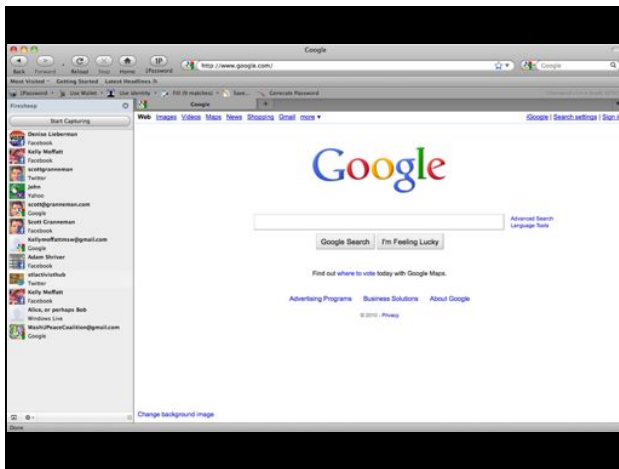 Google
Back Forward Reload Stop Home 1Password
http://www.google.com/
Google
Most Visited Getting Started Latest Headlines
1Password Use Wallet Use Identity Fill (9 matches) Save... Generate Password
Firesheep
Google
Start Capturing
Web Images Videos Maps News Shopping Gmail more ▼
iGoogle | Search settings | Sign
Denise Lieberman
Facebook
Kelly Moffatt
Facebook
scottgranneman
Twitter
John
Yahoo
scott@granneman.com
Google
Scott Granneman
Facebook
Kellymoffattmsw@gmail.com
Google
Adam Shriver
Facebook
stlactivisthub
Twitter
Kelly Moffatt
Facebook
Alice, or perhaps Bob
Windows Live
WashUPeaceCoalition@gmail.com
Google
Google
Advanced Search
Language Tools
Google Search I'm Feeling Lucky
Find out where to vote today with Google Maps.
Advertising Programs Business Solutions About Google
© 2010 - Privacy
Change background image
Done